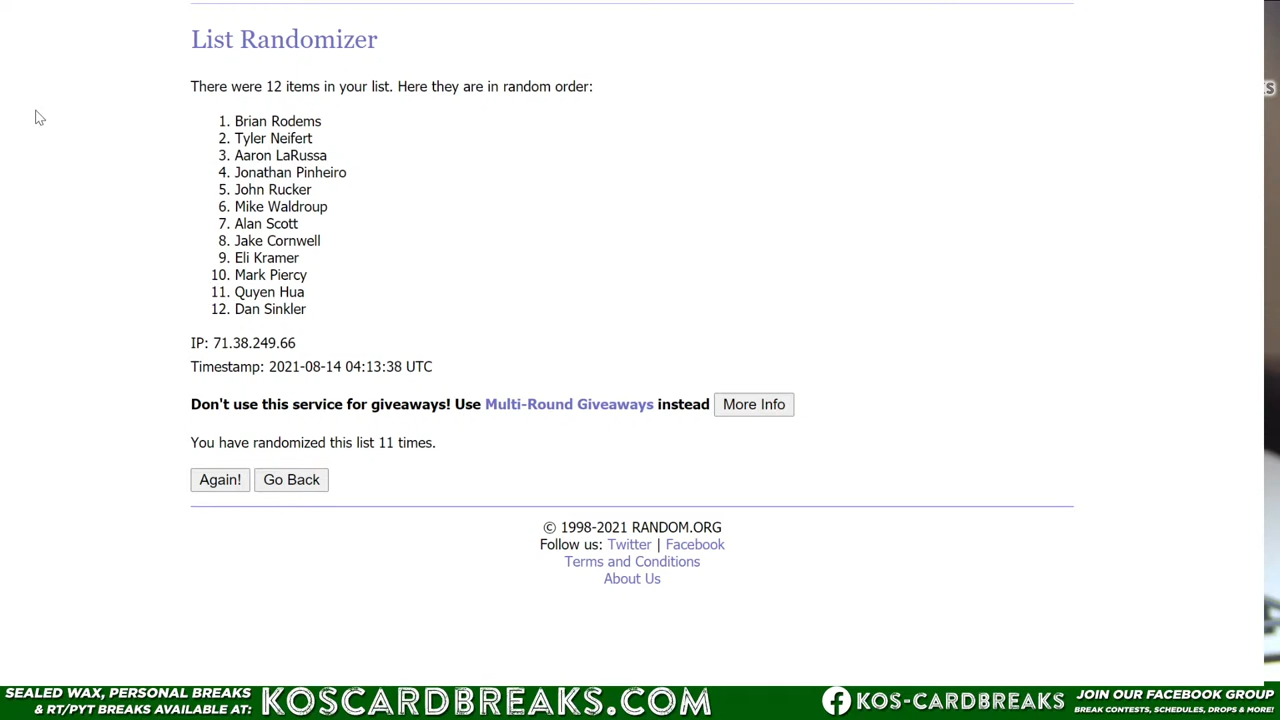 List Randomizer
There were 12 items in your list. Here they are in random order:
1. Brian Rodems
2. Tyler Neifert
3. Aaron LaRussa
4. Jonathan Pinheiro
5. John Rucker
6. Mike Waldroup
7. Alan Scott
8. Jake Cornwell
9. Eli Kramer
10. Mark Piercy
11. Quyen Hua
12. Dan Sinkler
IP: 71.38.249.66
Timestamp: 2021-08-14 04:13:38 UTC
Don't use this service for giveaways! Use Multi-Round Giveaways instead More Info
You have randomized this list 11 times.
Again! Go Back
© 1998-2021 RANDOM.ORG
Follow us: Twitter | Facebook
Terms and Conditions
About Us
SEALED WAX, PERSONAL BREAKS
& RT/PYT BREAKS AVAILABLE AT:
KOSCARDBREAKS.COM
KOS-CARDBREAKS
JOIN OUR FACEBOOK GROUP
BREAK CONTESTS, SCHEDULES, DROPS & MORE!